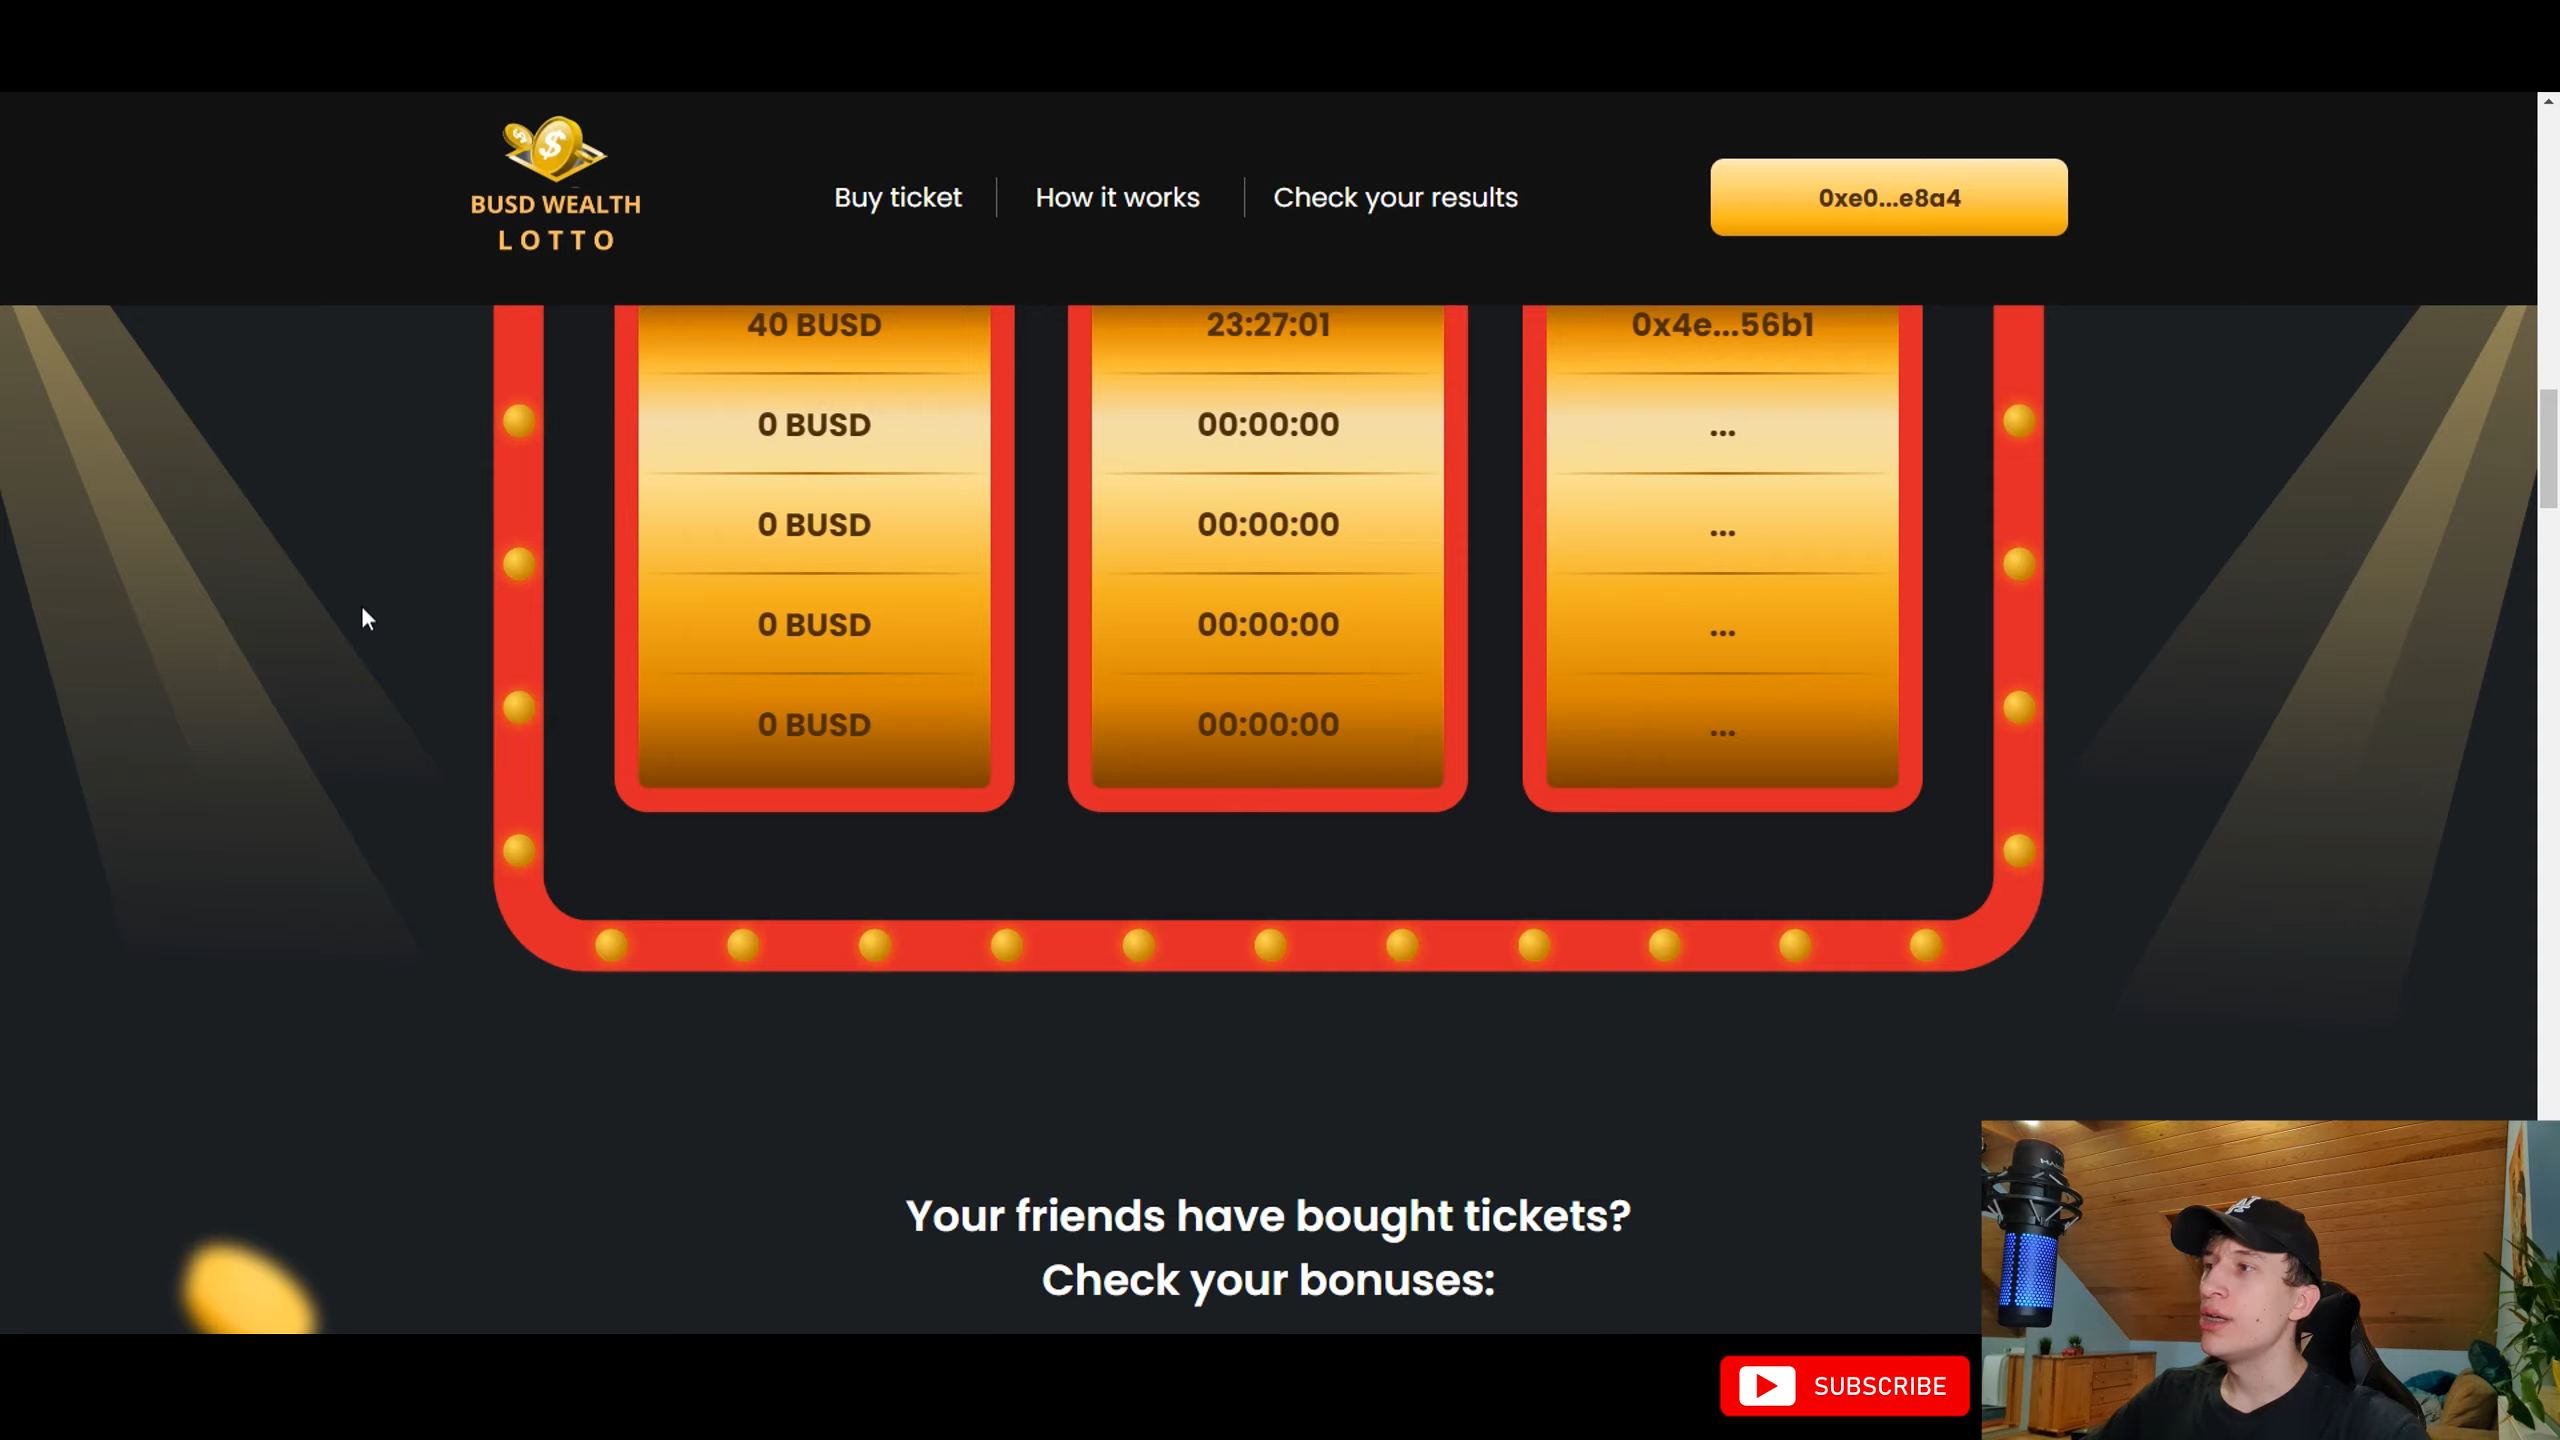 BUSD WEALTH
LOTTO
Buy ticket
How it works
Check your results
0xe0...e8a4
40 BUSD
23:27:01
0x4e...56b1
0 BUSD
00:00:00
...
0 BUSD
00:00:00
...
0 BUSD
00:00:00
...
0 BUSD
00:00:00
...
Your friends have bought tickets?
Check your bonuses:
SUBSCRIBE